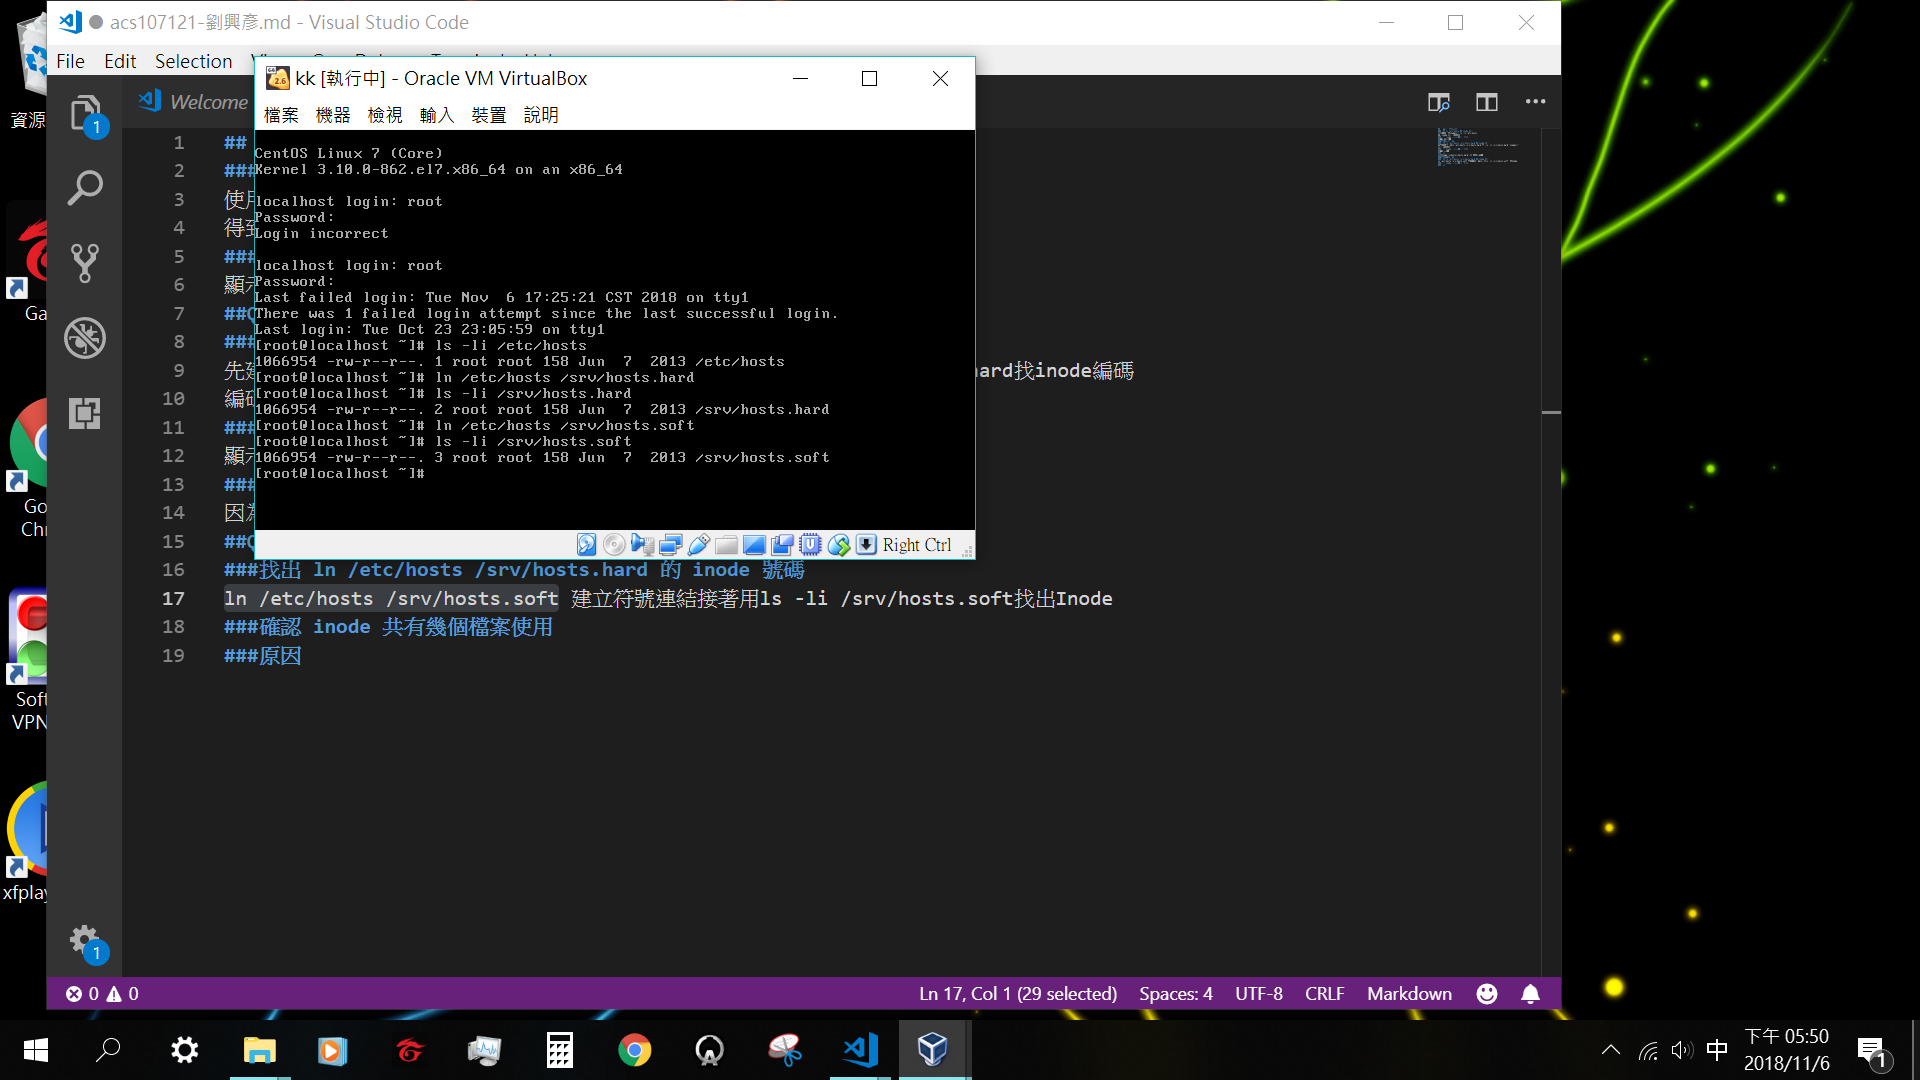 acs107121-劉興彥.md - Visual Studio Code
File Edit Selection
kk [執行中] - Oracle VM VirtualBox
檔案 機器 檢視 輸入 裝置 說明
Welcome
CentOS Linux 7 (Core)
Kernel 3.10.0-862.el7.x86_64 on an x86_64
localhost login: root
Password:
Login incorrect
localhost login: root
Password:
Last failed login: Tue Nov  6 17:25:21 CST 2018 on tty1
There was 1 failed login attempt since the last successful login.
Last login: Tue Oct 23 23:05:59 on tty1
[root@localhost ~]# ls -li /etc/hosts
1066954 -rw-r--r--. 1 root root 158 Jun  7  2013 /etc/hosts
[root@localhost ~]# ln /etc/hosts /srv/hosts.hard
[root@localhost ~]# ls -li /srv/hosts.hard
1066954 -rw-r--r--. 2 root root 158 Jun  7  2013 /srv/hosts.hard
[root@localhost ~]# ln /etc/hosts /srv/hosts.soft
[root@localhost ~]# ls -li /srv/hosts.soft
1066954 -rw-r--r--. 3 root root 158 Jun  7  2013 /srv/hosts.soft
[root@localhost ~]#
Right Ctrl
1 ##
2 ###
3 使用
4 得到
5 ###
6 顯示
7 ##Q
8 ###
9 先建 ard找inode編碼
10 編碼
11 ###
12 顯示
13 ###
14 因為
15 ##Q
16 ###找出 ln /etc/hosts /srv/hosts.hard 的 inode 號碼
17 ln /etc/hosts /srv/hosts.soft 建立符號連結接著用ls -li /srv/hosts.soft找出Inode
18 ###確認 inode 共有幾個檔案使用
19 ###原因
1
1
資源
Ga
Go
Chr
Soft
VPN
xfplay
0 0
Ln 17, Col 1 (29 selected) Spaces: 4 UTF-8 CRLF Markdown
中
下午 05:50
2018/11/6
1